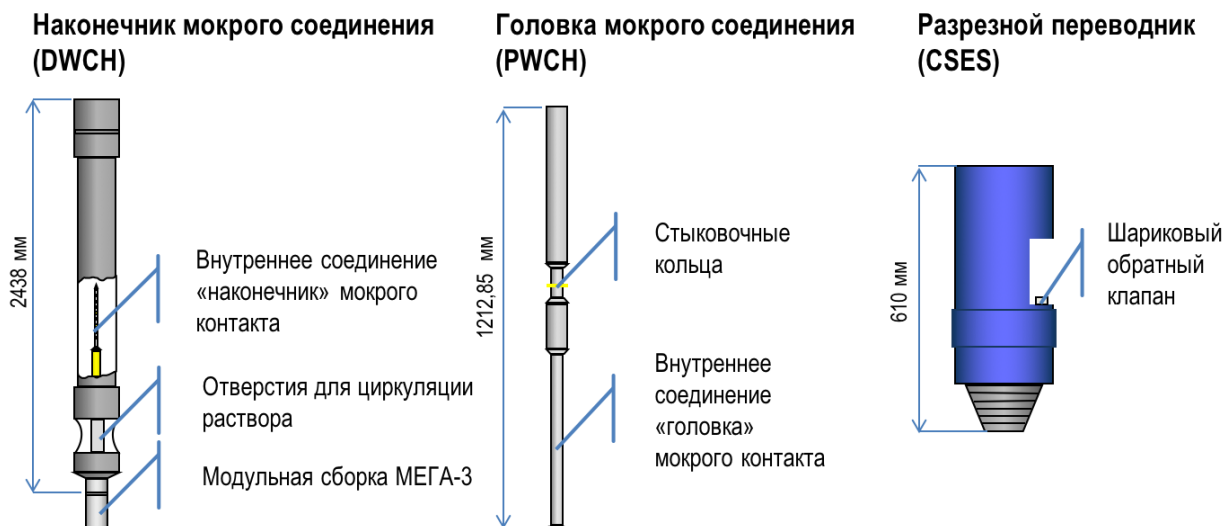 Наконечник мокрого соединения
(DWCH)
2438 мм
Внутреннее соединение
«наконечник» мокрого
контакта
Отверстия для циркуляции
раствора
Модульная сборка МЕГА-3
Головка мокрого соединения
(PWCH)
1212,85 мм
Стыковочные
кольца
Внутреннее
соединение
«головка»
мокрого контакта
Разрезной переводник
(CSES)
610 мм
Шариковый
обратный
клапан